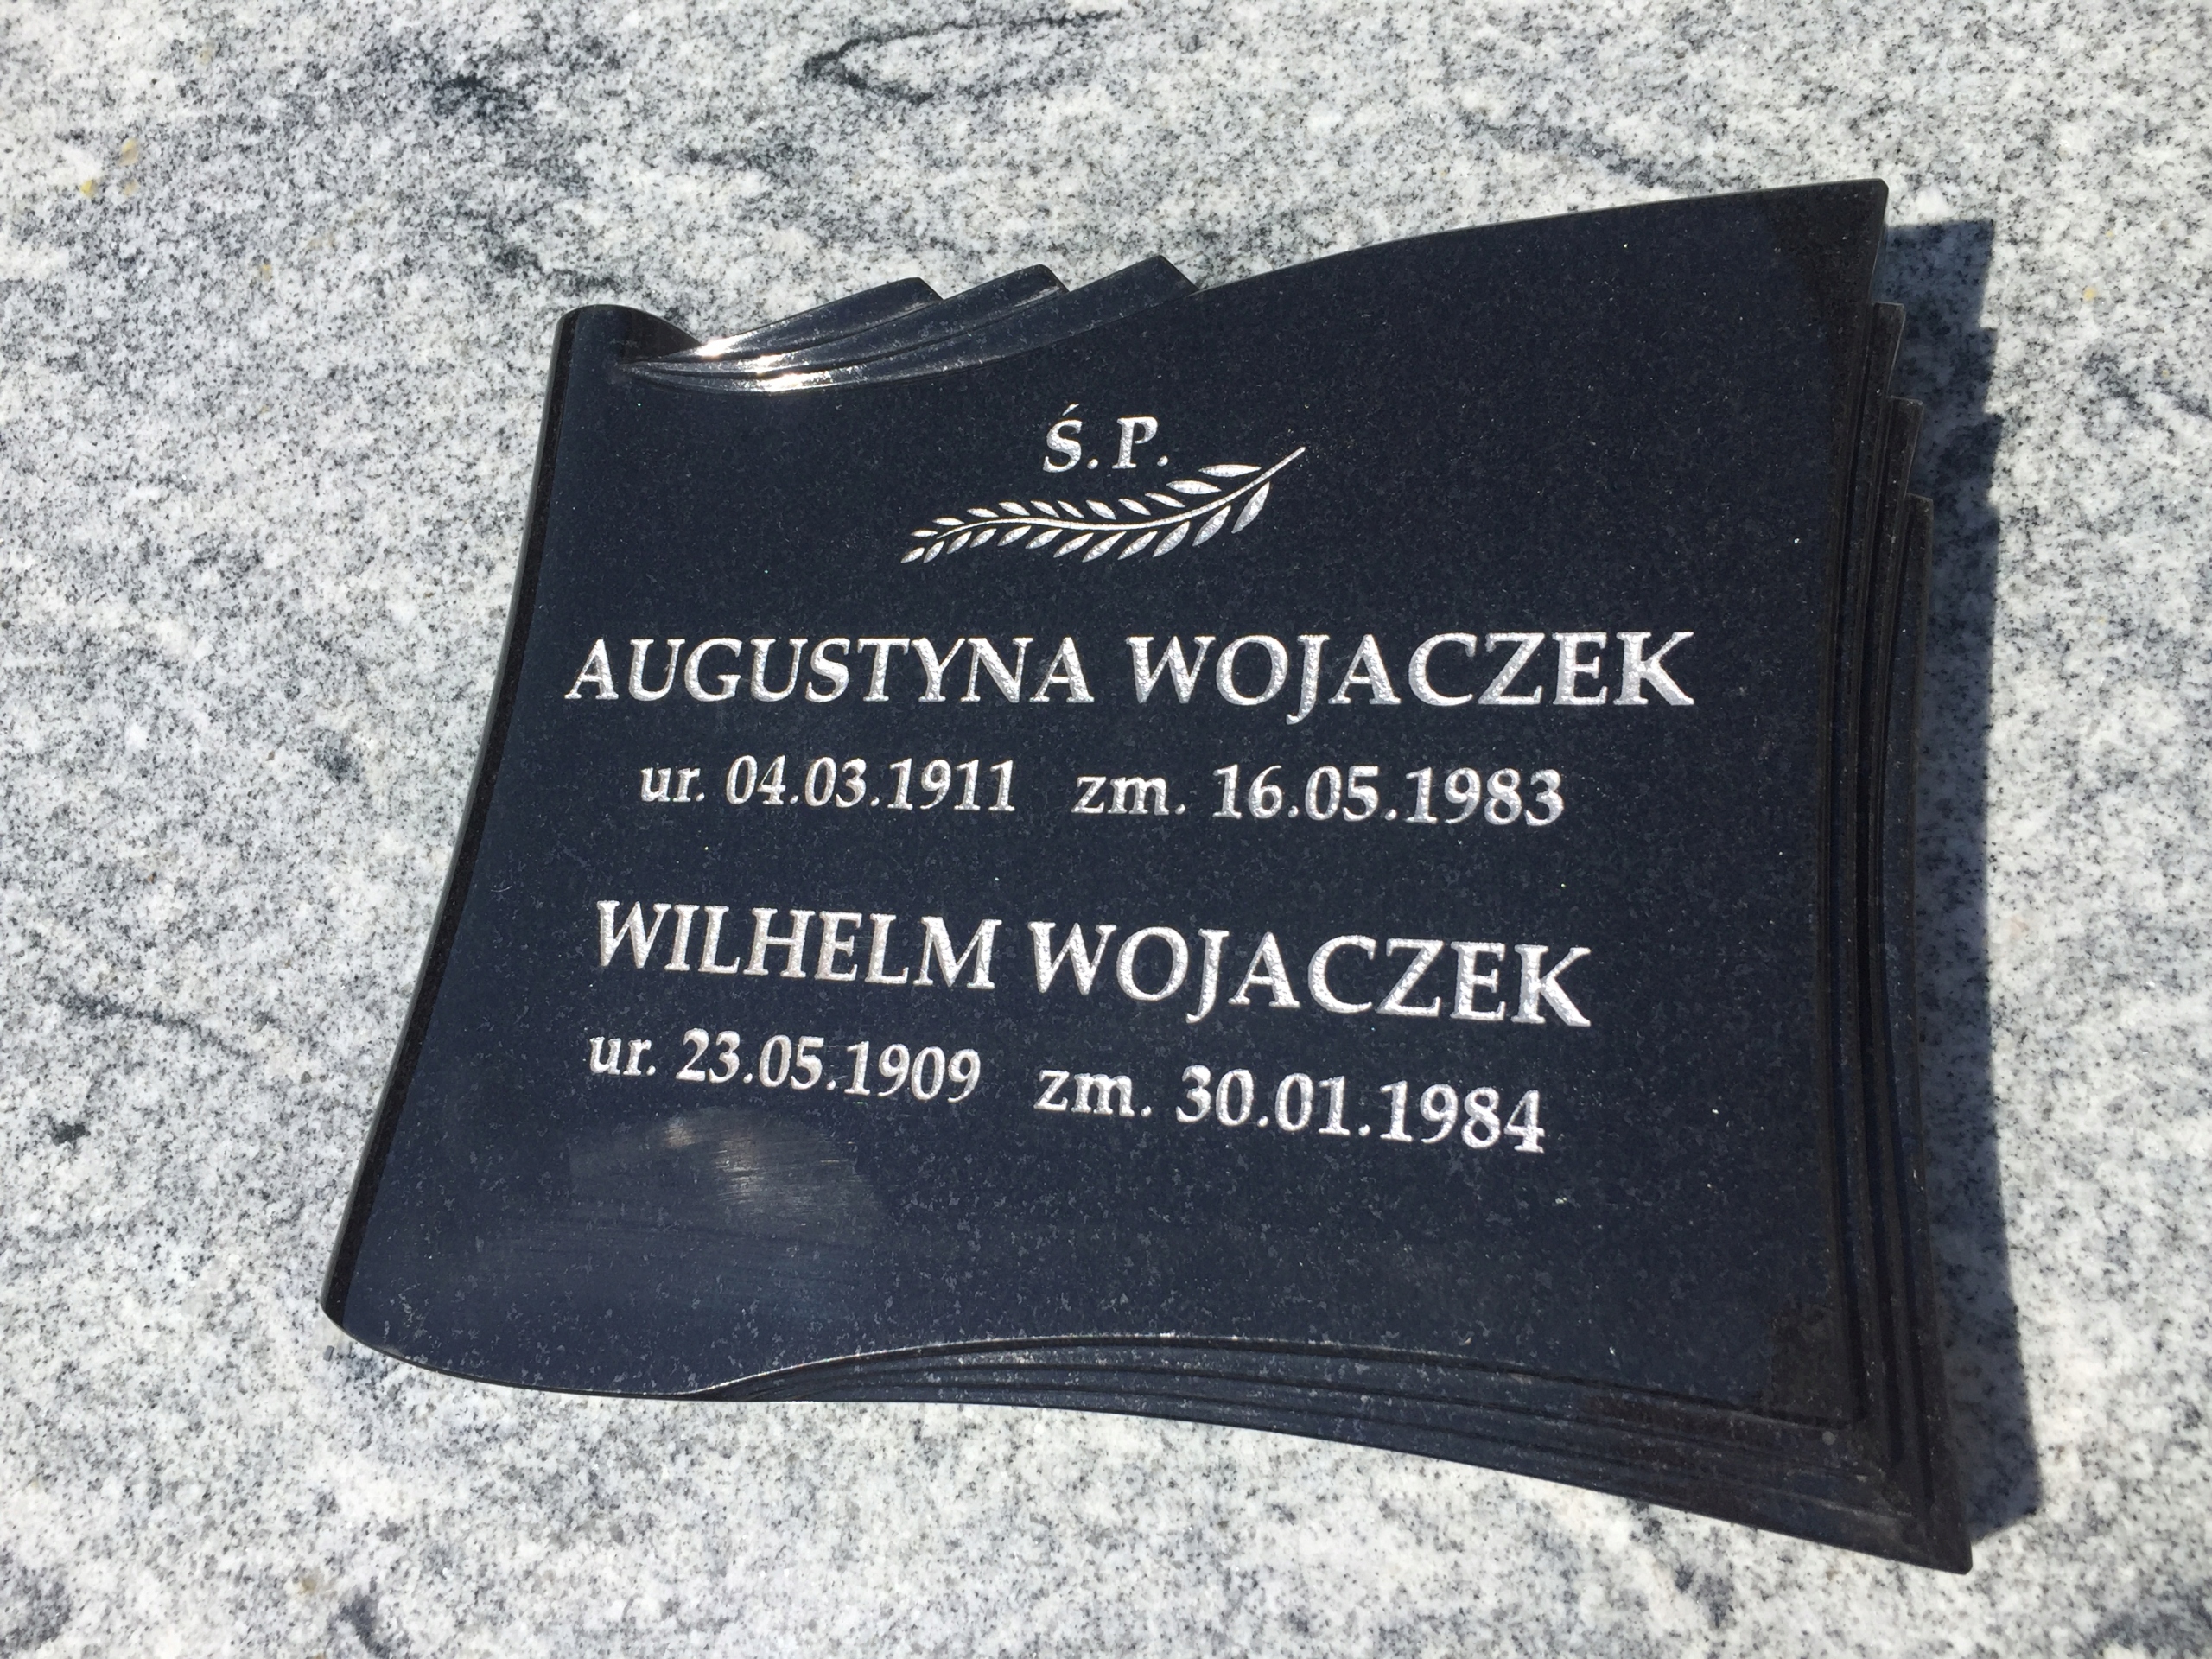 Ś.P.
AUGUSTYNA WOJACZEK
ur. 04.03.1911 zm. 16.05.1983
WILHELM WOJACZEK
ur. 23.05.1909 zm. 30.01.1984